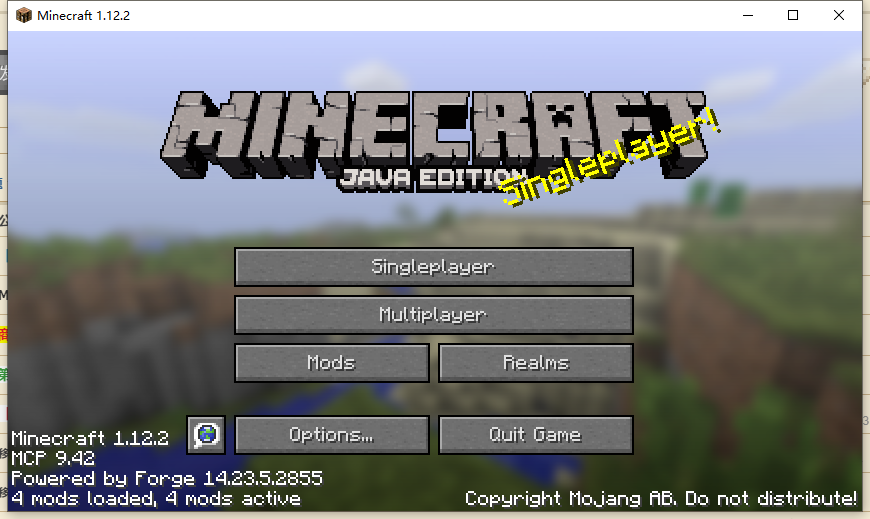 Minecraft 1.12.2
MINECRAFT
JAVA EDITION
Singleplayer!
Singleplayer
Multiplayer
Mods
Realms
Options...
Quit Game
Minecraft 1.12.2
MCP 9.42
Powered by Forge 14.23.5.2855
4 mods loaded, 4 mods active
Copyright Mojang AB. Do not distribute!